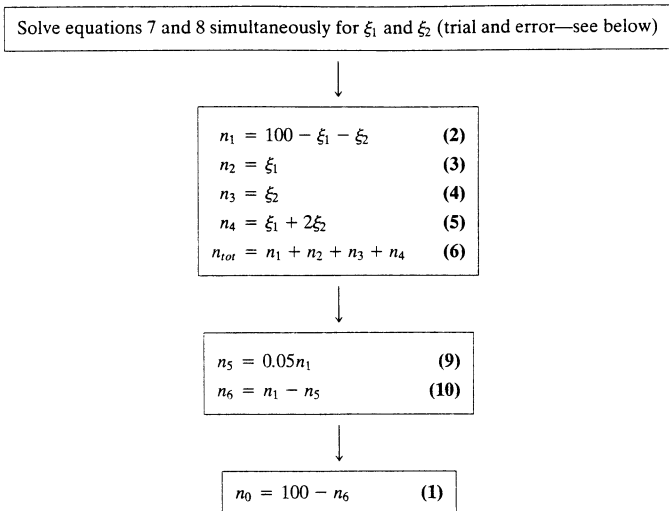 Solve equations 7 and 8 simultaneously for ξ₁ and ξ₂ (trial and error—see below)
n₁ = 100 − ξ₁ − ξ₂ (2)
n₂ = ξ₁ (3)
n₃ = ξ₂ (4)
n₄ = ξ₁ + 2ξ₂ (5)
n_tot = n₁ + n₂ + n₃ + n₄ (6)
n₅ = 0.05n₁ (9)
n₆ = n₁ − n₅ (10)
n₀ = 100 − n₆ (1)